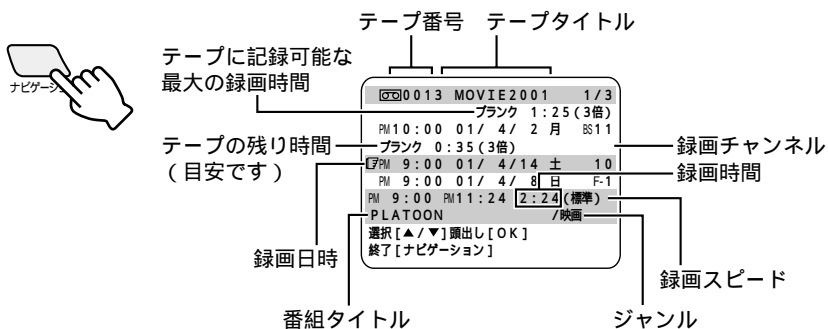 テープ番号 テープタイトル
テープに記録可能な
最大の録画時間
ナビゲーシ
0013 MOVIE2001 1/3
ブランク 1:25(3倍)
PM10:00 01/ 4/ 2 月 BS11
テープの残り時間
(目安です)
ブランク 0:35(3倍)
録画チャンネル
PM 9:00 01/ 4/14 土 10
録画時間
PM 9:00 01/ 4/ 8 日 F-1
PM 9:00 PM11:24 2:24(標準)
PLATOON /映画
選択[▲/▼]頭出し[OK]
終了[ナビゲーション]
録画日時
録画スピード
番組タイトル
ジャンル